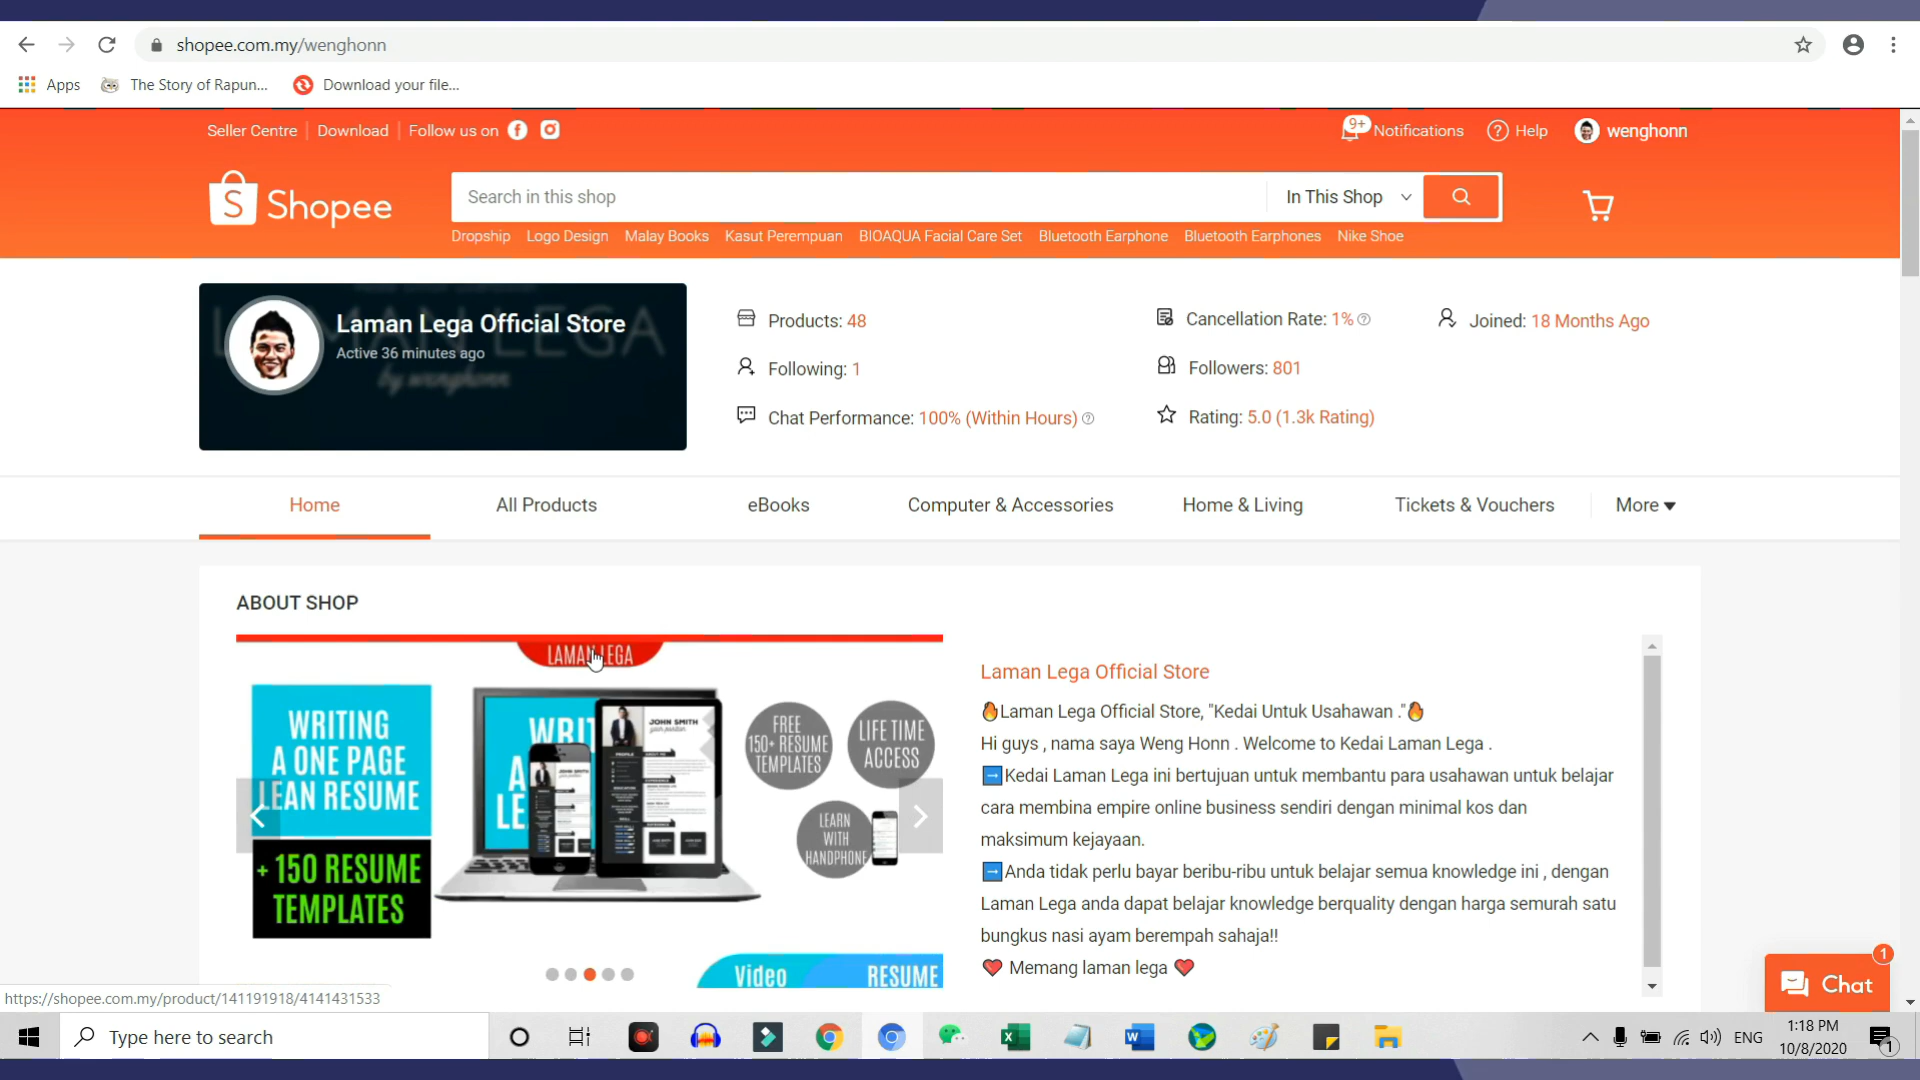 shopee.com.my/wenghonn
Apps
The Story of Rapun...
Download your file...
Seller Centre
Download
Follow us on
9+
Notifications
Help
wenghonn
Shopee
Search in this shop
In This Shop
Dropship
Logo Design
Malay Books
Kasut Perermpuan
BIOAQUA Facial Care Set
Bluetooth Earphone
Bluetooth Earphones
Nike Shoe
Laman Lega Official Store
Active 36 minutes ago
by wenghonn
Products: 48
Following: 1
Chat Performance: 100% (Within Hours)
Cancellation Rate: 1%
Followers: 801
Rating: 5.0 (1.3k Rating)
Joined: 18 Months Ago
Home
All Products
eBooks
Computer & Accessories
Home & Living
Tickets & Vouchers
More
ABOUT SHOP
LAMAN LEGA
WRITING
A ONE PAGE
LEAN RESUME
+ 150 RESUME
TEMPLATES
JOHN SMITH
FREE
150+ RESUME
TEMPLATES
LIFE TIME
ACCESS
LEARN
WITH
HANDPHONE
Video
RESUME
Laman Lega Official Store
🔥Laman Lega Official Store, "Kedai Untuk Usahawan ."🔥
Hi guys , nama saya Weng Honn . Welcome to Kedai Laman Lega .
➡Kedai Laman Lega ini bertujuan untuk membantu para usahawan untuk belajar
cara membina empire online business sendiri dengan minimal kos dan
maksimum kejayaan.
➡Anda tidak perlu bayar beribu-ribu untuk belajar semua knowledge ini , dengan
Laman Lega anda dapat belajar knowledge berquality dengan harga semurah satu
bungkus nasi ayam berempah sahaja!!
❤ Memang laman lega ❤
1
Chat
https://shopee.com.my/product/141191918/4141431533
Type here to search
ENG
1:18 PM
10/8/2020
1